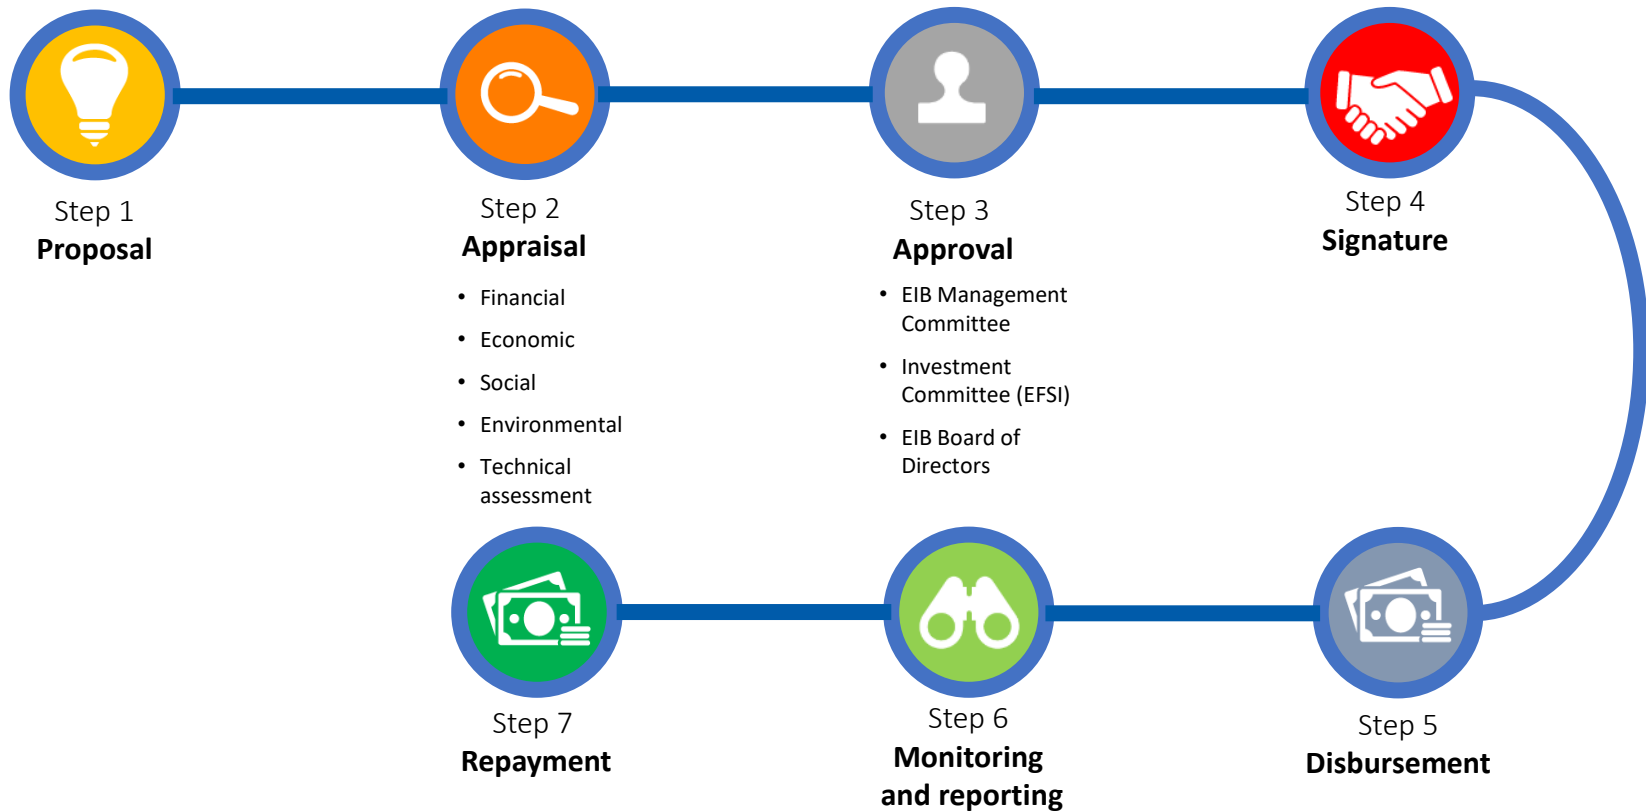 Step 1
Proposal
Step 2
Appraisal
• Financial
• Economic
• Social
• Environmental
• Technical
assessment
Step 3
Approval
• EIB Management
Committee
• Investment
Committee (EFSI)
• EIB Board of
Directors
Step 4
Signature
Step 5
Disbursement
Step 6
Monitoring
and reporting
Step 7
Repayment